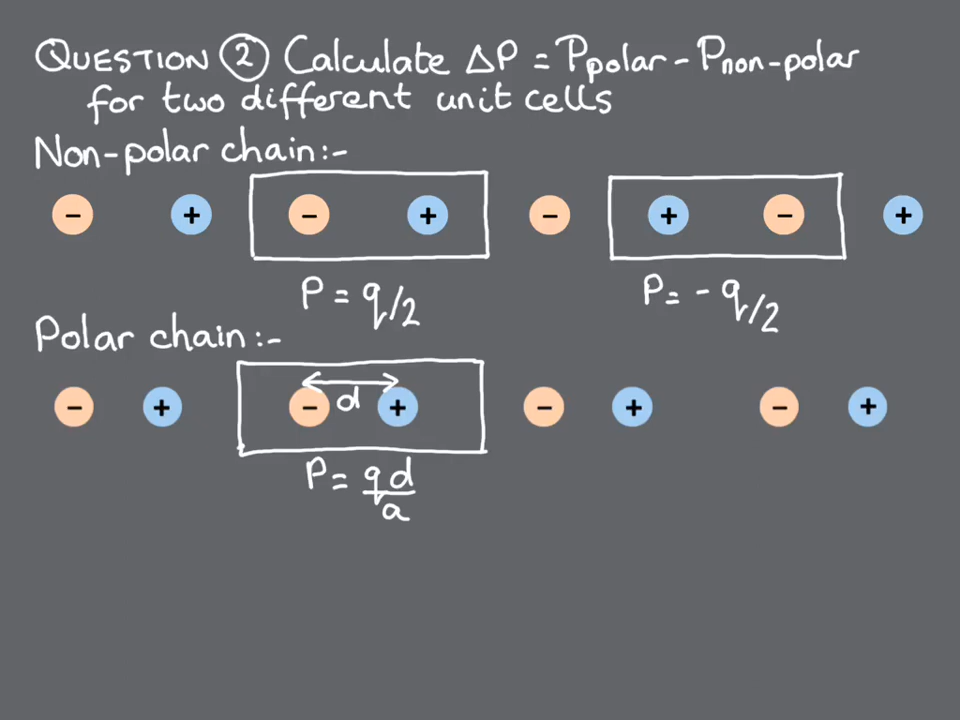 QUESTION ② Calculate ΔP = Ppolar - Pnon-polar
for two different unit cells
Non-polar chain:-
- + - + - + - +
P = q/2 P = - q/2
Polar chain:-
d
- + - + - + - +
P = qd/a